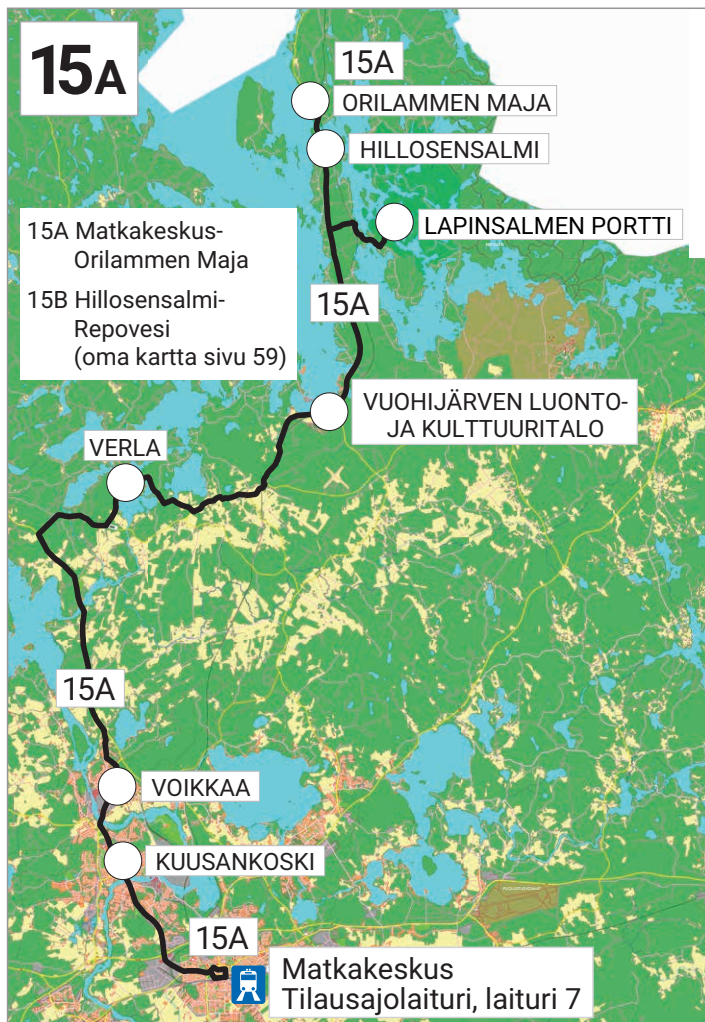 15A
15A
ORILAMMEN MAJA
HILLOSENSALMI
LAPINSALMEN PORTTI
15A Matkakeskus-
Orilammen Maja
15B Hillosensalmi-
Repovesi
(oma kartta sivu 59)
15A
VUOHIJÄRVEN LUONTO-
JA KULTTUURITALO
VERLA
15A
VOIKKAA
KUUSANKOSKI
15A
Matkakeskus
Tilausajolaituri, laituri 7